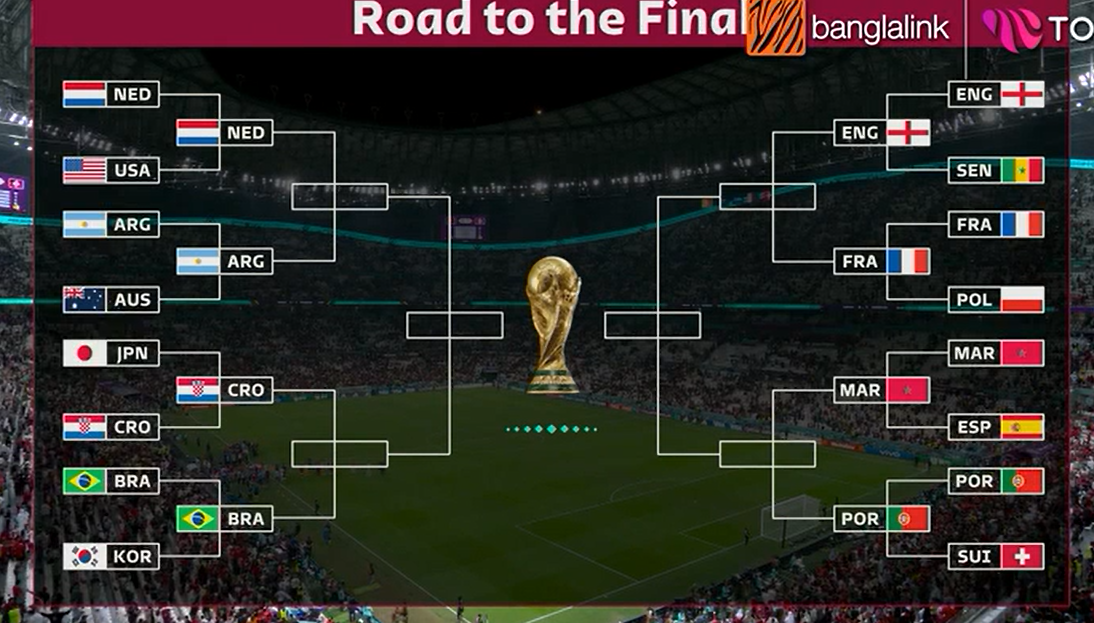 Road to the Final
banglalink
TO
NED
ENG
NED
ENG
USA
SEN
ARG
FRA
ARG
FRA
AUS
POL
JPN
MAR
CRO
MAR
CRO
ESP
vivo
BRA
POR
BRA
POR
KOR
SUI